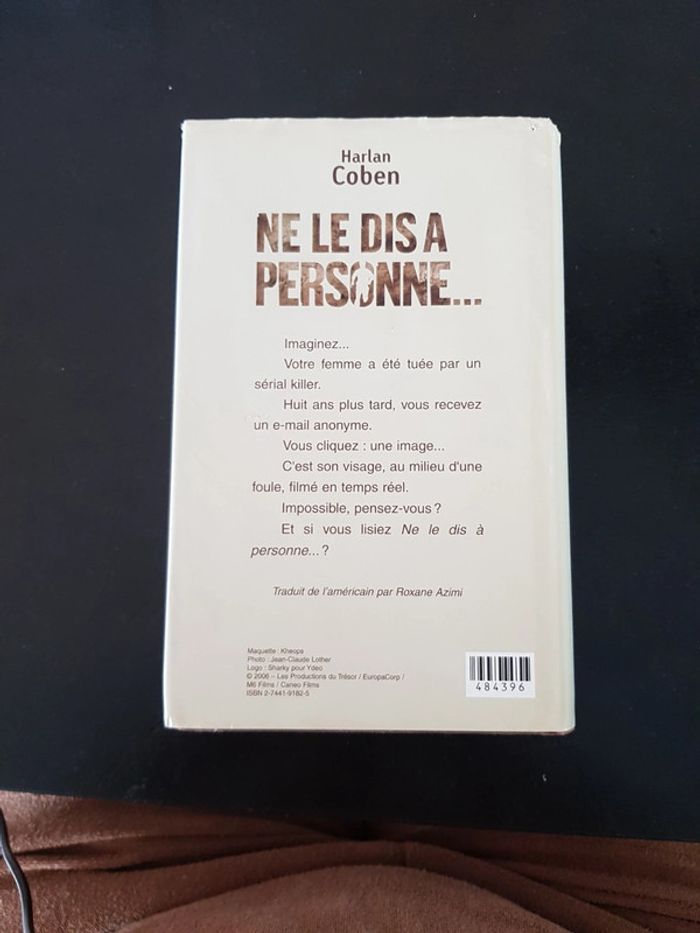 Harlan
Coben
NE LE DIS A
PERSONNE...
Imaginez...
Votre femme a été tuée par un
sérial killer.
Huit ans plus tard, vous recevez
un e-mail anonyme.
Vous cliquez : une image...
C'est son visage, au milieu d'une
foule, filmé en temps réel.
Impossible, pensez-vous ?
Et si vous lisiez Ne le dis à
personne... ?
Traduit de l'américain par Roxane Azimi
Maquette : Kheops
Photo : Jean-Claude Lother
Logo : Sharky pour Ydeo
© 2006 – Les Productions du Trésor / EuropaCorp /
M6 Films / Caneo Films
ISBN 2-7441-9182-5
484396